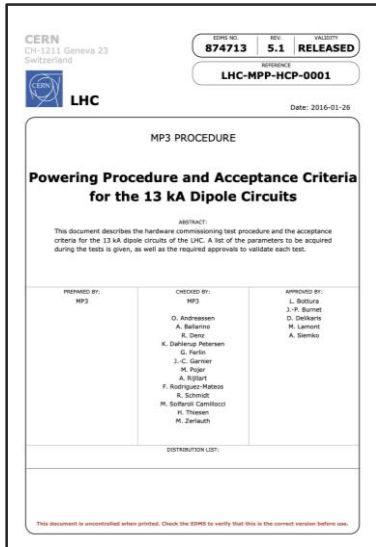 CERN
CH-1211 Geneva 23
Switzerland
EDMS NO.
REV.
VALIDITY
874713
5.1
RELEASED
REFERENCE
LHC-MPP-HCP-0001
CERN
LHC
Date: 2016-01-26
MP3 PROCEDURE
Powering Procedure and Acceptance Criteria
for the 13 kA Dipole Circuits
ABSTRACT:
This document describes the hardware commissioning test procedure and the acceptance
criteria for the 13 kA dipole circuits of the LHC. A list of the parameters to be acquired
during the tests is given, as well as the required approvals to validate each test.
PREPARED BY:
MP3
CHECKED BY:
MP3
O. Andreassen
A. Ballarino
R. Denz
K. Dahlerup Petersen
G. Ferlin
J.-C. Garnier
M. Pojer
A. Rijllart
F. Rodriguez-Mateos
R. Schmidt
M. Solfaroli Camillocci
H. Thiesen
M. Zerlauth
APPROVED BY:
L. Bottura
J.-P. Burnet
D. Delikaris
M. Lamont
A. Siemko
DISTRIBUTION LIST:
This document is uncontrolled when printed. Check the EDMS to verify that this is the correct version before use.